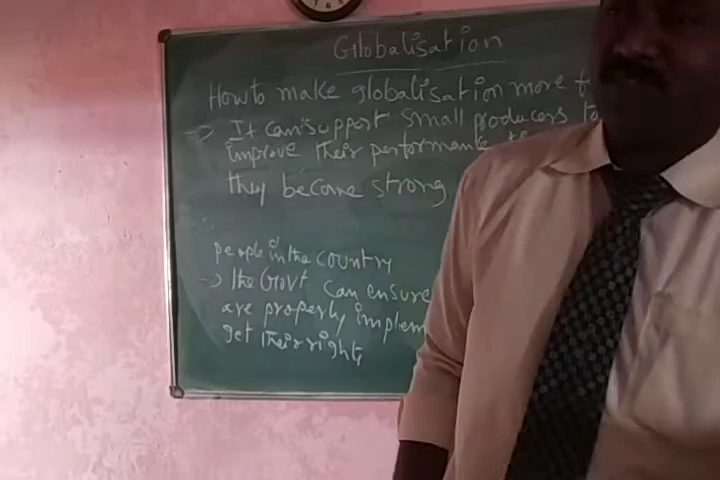 Globalisation
How to make globalisation more f
-> It can support small producers to
improve their performance
they become strong
people in the country
-> The Govt can ensure
are properly implem
get their rights